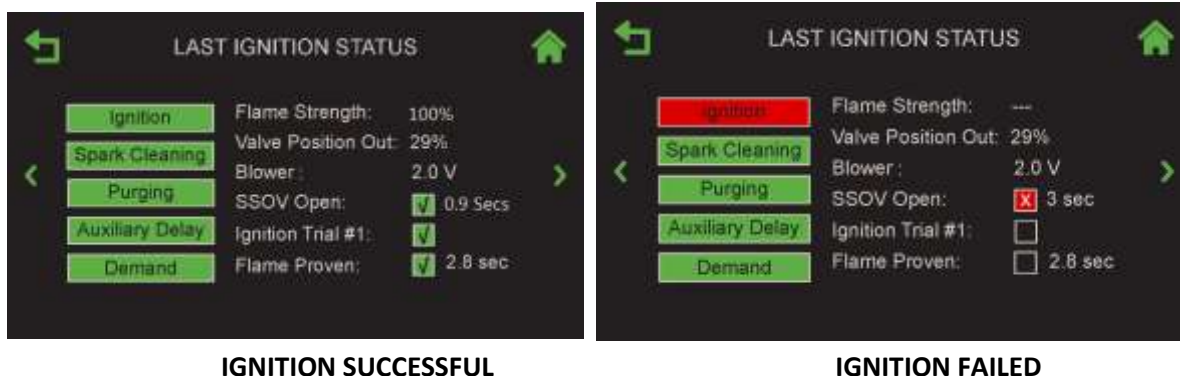 LAST IGNITION STATUS
Ignition
Spark Cleaning
Purging
Auxiliary Delay
Demand
Flame Strength: 100%
Valve Position Out: 29%
Blower : 2.0 V
SSOV Open: √ 0.9 Secs
Ignition Trial #1: √
Flame Proven: √ 2.8 sec
IGNITION SUCCESSFUL
LAST IGNITION STATUS
Ignition
Spark Cleaning
Purging
Auxiliary Delay
Demand
Flame Strength: ---
Valve Position Out: 29%
Blower : 2.0 V
SSOV Open: X 3 sec
Ignition Trial #1:
Flame Proven: 2.8 sec
IGNITION FAILED